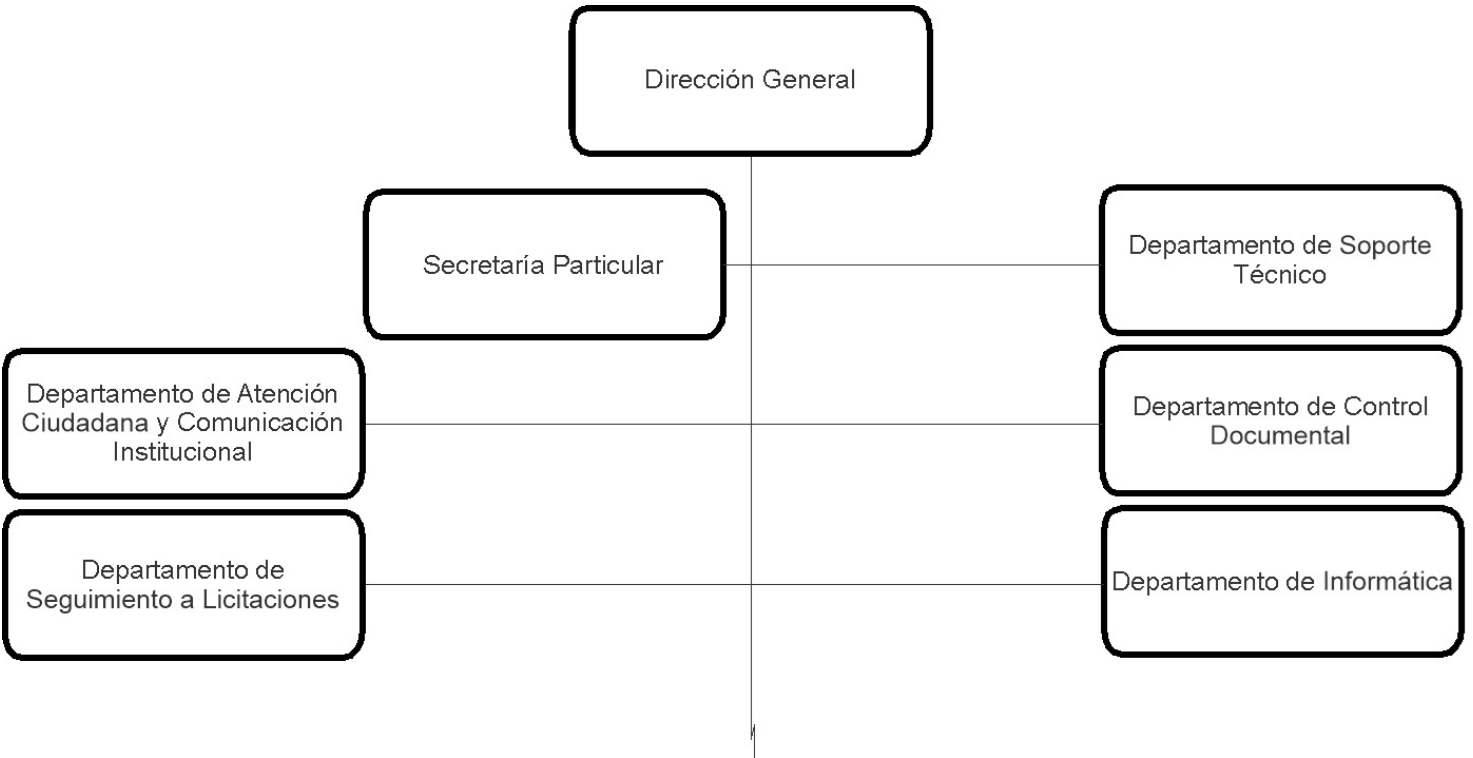 Dirección General
Secretaría Particular
Departamento de Soporte
Técnico
Departamento de Atención
Ciudadana y Comunicación
Institucional
Departamento de Control
Documental
Departamento de
Seguimiento a Licitaciones
Departamento de Informática